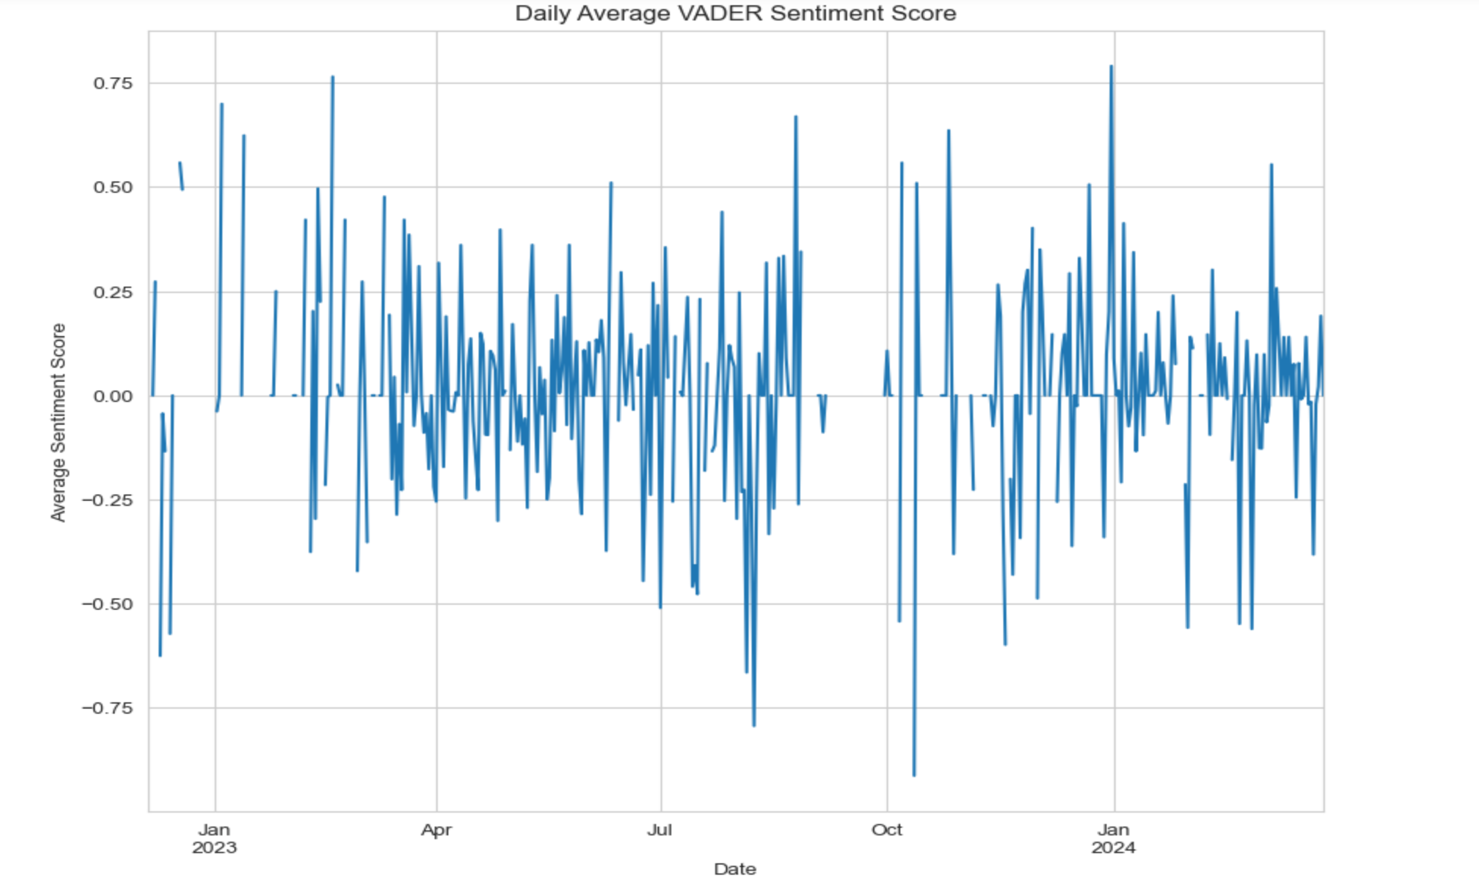 Daily Average VADER Sentiment Score
Average Sentiment Score
0.75
0.50
0.25
0.00
−0.25
−0.50
−0.75
Jan
2023
Apr
Jul
Oct
Jan
2024
Date